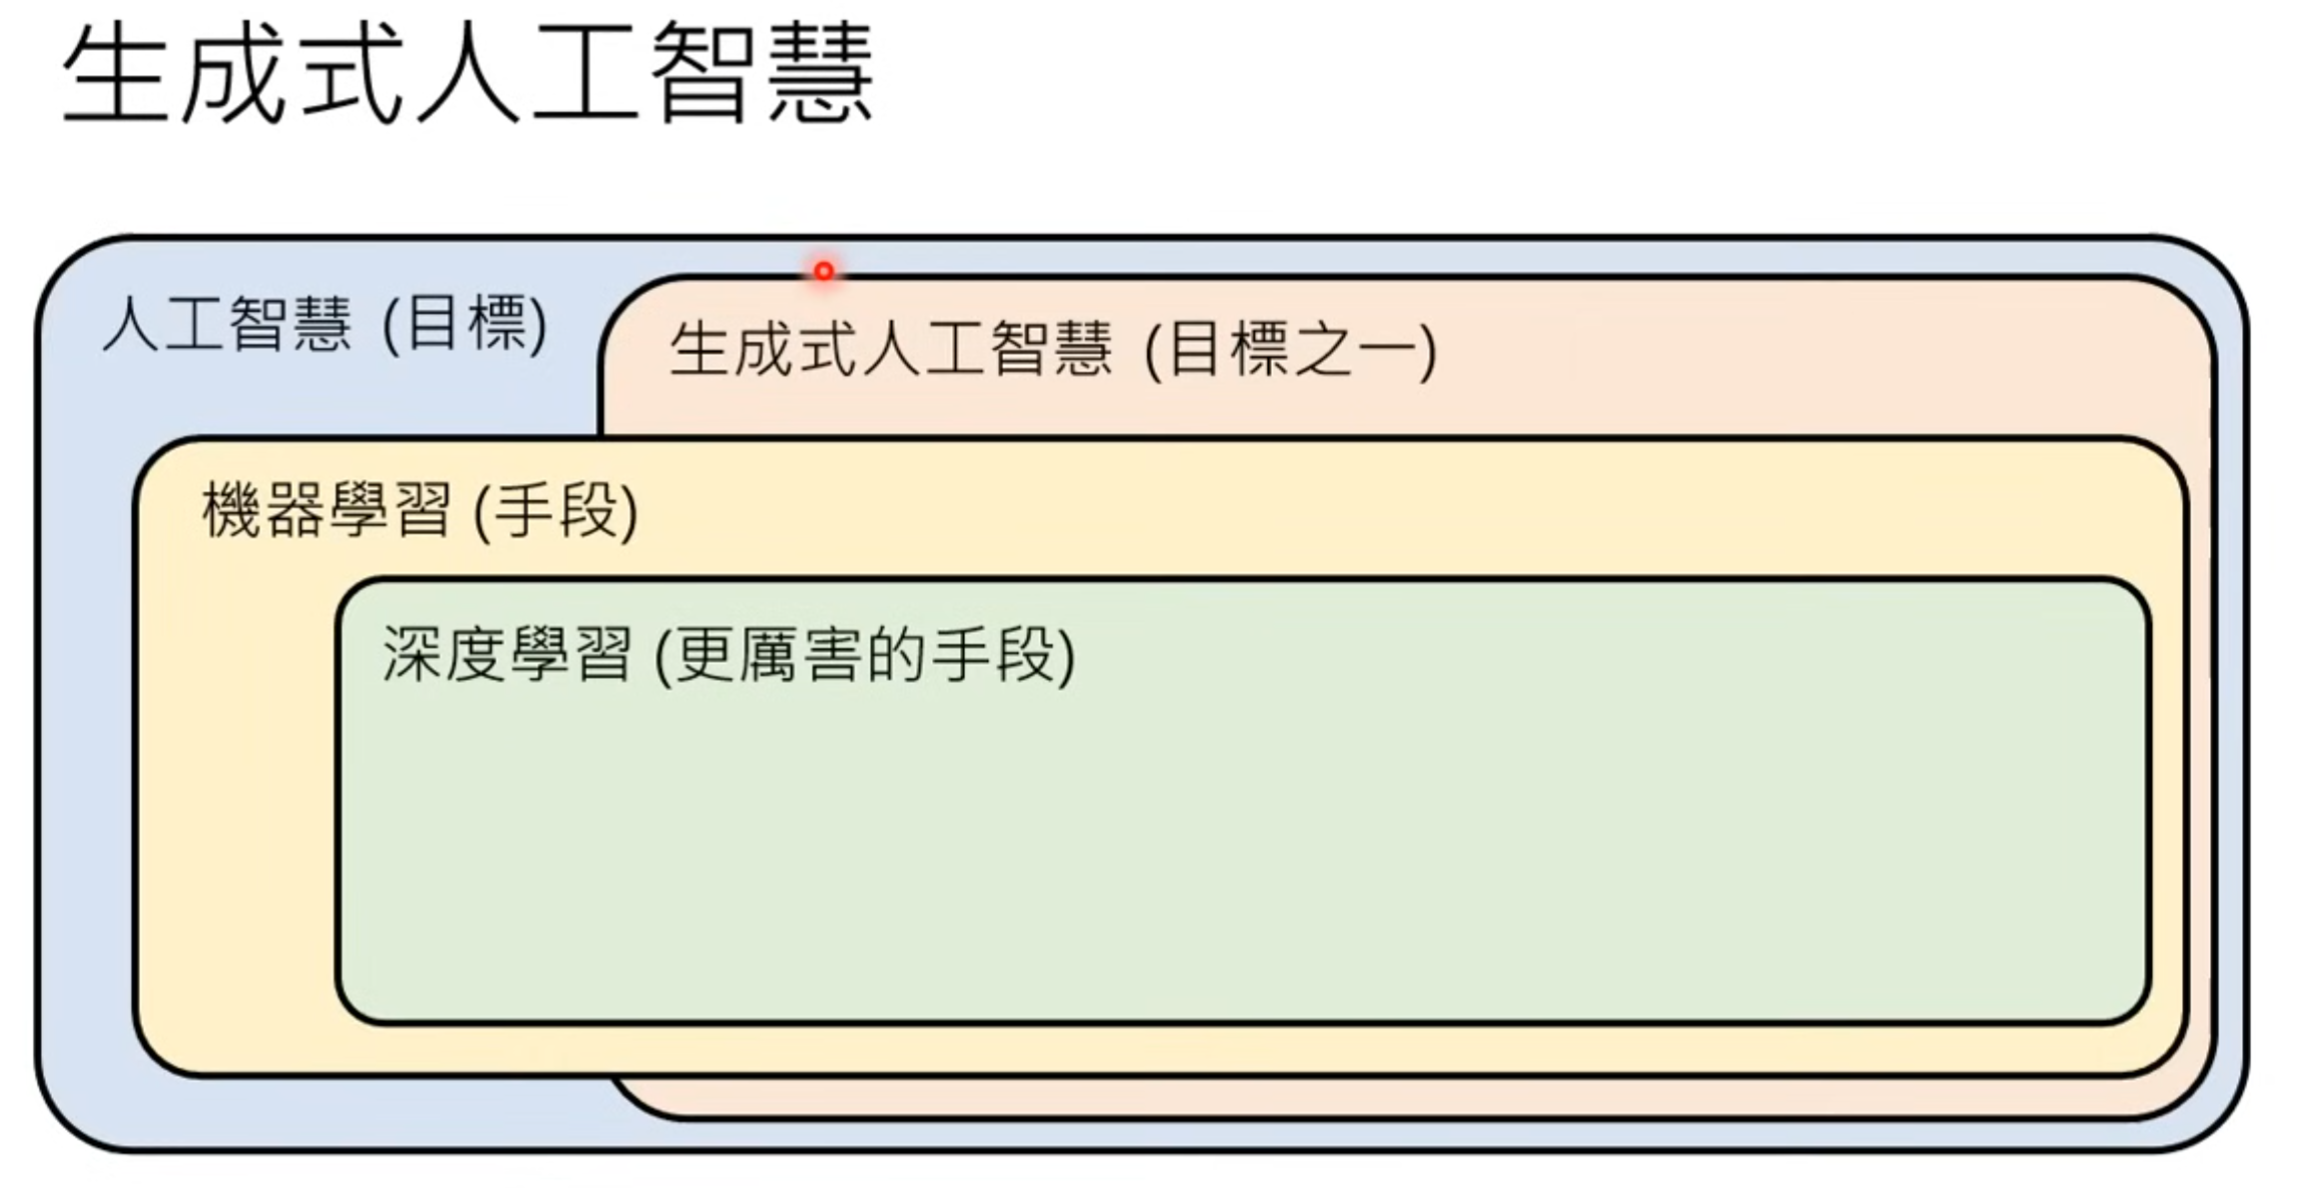 生成式人工智慧
人工智慧 (目標)
生成式人工智慧 (目標之一)
機器學習 (手段)
深度學習 (更厲害的手段)